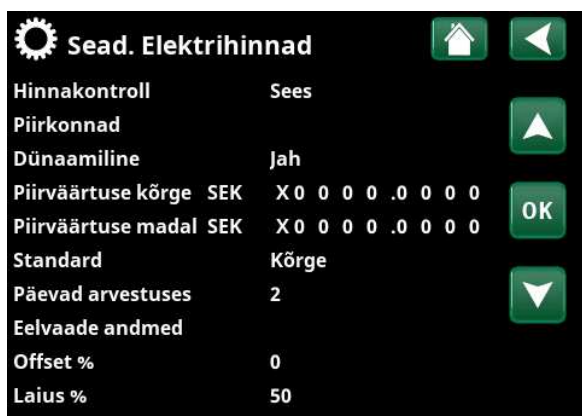 Sead. Elektrihinnad
Hinnakontroll Sees
Piirkonnad
Dünaamiline Jah
Piirväärtuse kõrge SEK X 0 0 0 0 .0 0 0 0
Piirväärtuse madal SEK X 0 0 0 0 .0 0 0 0
OK
Standard Kõrge
Päevad arvestuses 2
Eelvaade andmed
Offset % 0
Laius % 50